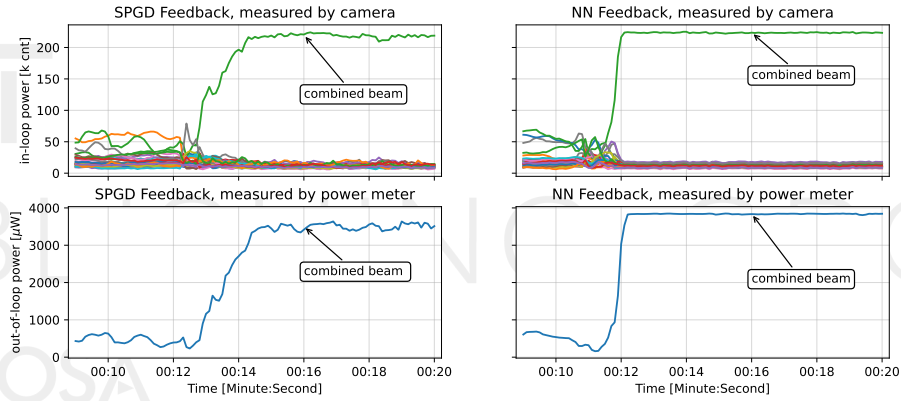 SPGD Feedback, measured by camera
NN Feedback, measured by camera
in-loop power [k cnt]
200
150
100
50
0
combined beam
combined beam
SPGD Feedback, measured by power meter
NN Feedback, measured by power meter
out-of-loop power [μW]
4000
3000
2000
1000
0
combined beam
combined beam
00:10
00:12
00:14
00:16
00:18
00:20
00:10
00:12
00:14
00:16
00:18
00:20
Time [Minute:Second]
Time [Minute:Second]